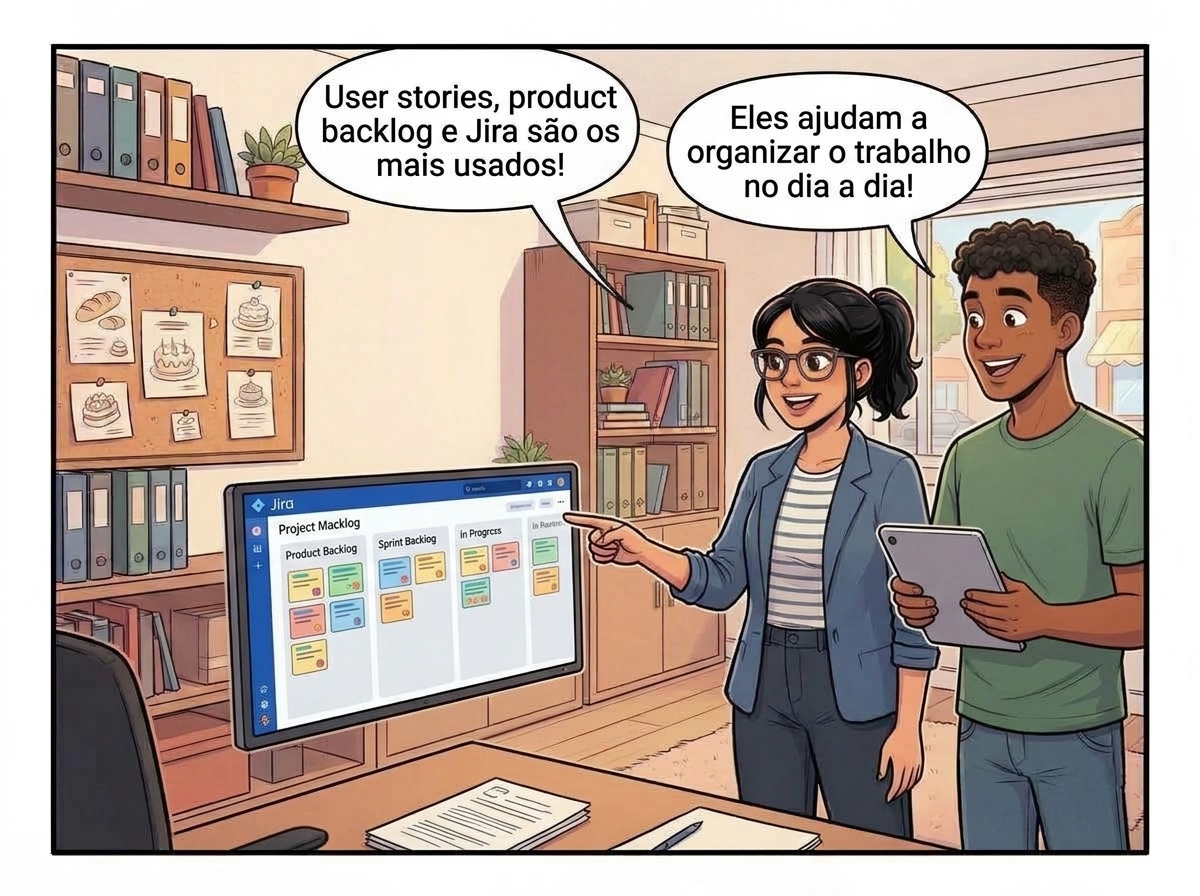 User stories, product
backlog e Jira são os
mais usados!
Eles ajudam a
organizar o trabalho
no dia a dia!
Jira
Project Macklog
Product Backlog
Sprint Backlog
In Progrcss
In